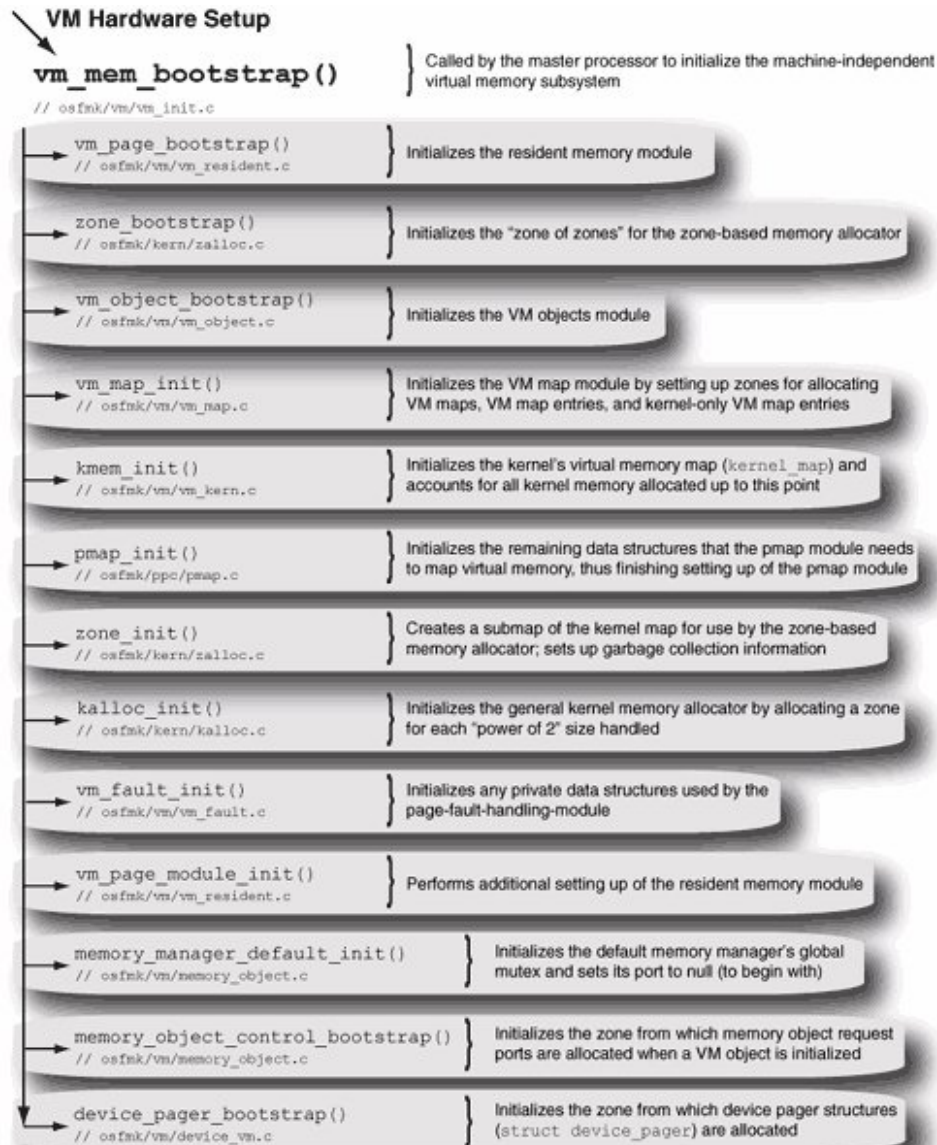 VM Hardware Setup
vm_mem_bootstrap()
// osfmk/vm/vm_init.c
Called by the master processor to initialize the machine-independent
virtual memory subsystem
vm_page_bootstrap()
// osfmk/vm/vm_resident.c
Initializes the resident memory module
zone_bootstrap()
// osfmk/kern/zalloc.c
Initializes the “zone of zones” for the zone-based memory allocator
vm_object_bootstrap()
// osfmk/vm/vm_object.c
Initializes the VM objects module
vm_map_init()
// osfmk/vm/vm_map.c
Initializes the VM map module by setting up zones for allocating
VM maps, VM map entries, and kernel-only VM map entries
kmem_init()
// osfmk/vm/vm_kern.c
Initializes the kernel's virtual memory map (kernel_map) and
accounts for all kernel memory allocated up to this point
pmap_init()
// osfmk/ppc/pmap.c
Initializes the remaining data structures that the pmap module needs
to map virtual memory, thus finishing setting up of the pmap module
zone_init()
// osfmk/kern/zalloc.c
Creates a submap of the kernel map for use by the zone-based
memory allocator; sets up garbage collection information
kalloc_init()
// osfmk/kern/kalloc.c
Initializes the general kernel memory allocator by allocating a zone
for each “power of 2” size handled
vm_fault_init()
// osfmk/vm/vm_fault.c
Initializes any private data structures used by the
page-fault-handling-module
vm_page_module_init()
// osfmk/vm/vm_resident.c
Performs additional setting up of the resident memory module
memory_manager_default_init()
// osfmk/vm/memory_object.c
Initializes the default memory manager's global
mutex and sets its port to null (to begin with)
memory_object_control_bootstrap()
// osfmk/vm/memory_object.c
Initializes the zone from which memory object request
ports are allocated when a VM object is initialized
device_pager_bootstrap()
// osfmk/vm/device_vm.c
Initializes the zone from which device pager structures
(struct device_pager) are allocated